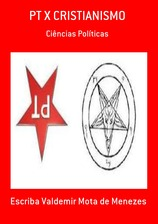 PT X CRISTIANISMO
Ciências Políticas
PT
Escriba Valdemir Mota de Menezes